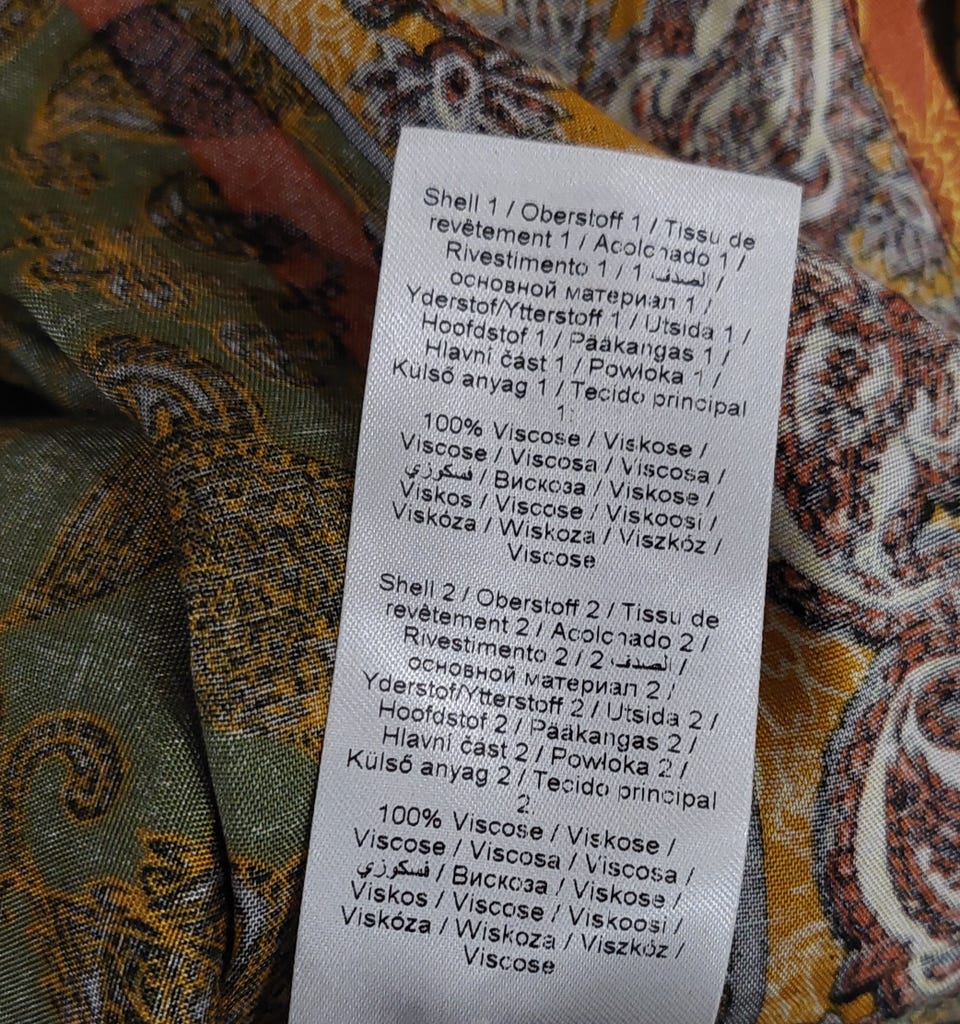 Shell 1 / Oberstoff 1 / Tissu de
revêtement 1 / Acolchado 1 /
Rivestimento 1 / 1 الصدف /
основной материал 1 /
Yderstof/Ytterstoff 1 / Utsida 1 /
Hoofdstof 1 / Pääkangas 1 /
Hlavní část 1 / Powłoka 1 /
Külső anyag 1 / Tecido principal
1:
100% Viscose / Viskose /
Viscose / Viscosa / Viscosa /
فسكوزي / Вискоза / Viskose /
Viskos / Viscose / Viskoosi /
Viskóza / Wiskoza / Viszkóz /
Viscose
Shell 2 / Oberstoff 2 / Tissu de
revêtement 2 / Acolchado 2 /
Rivestimento 2 / 2 الصدف /
основной материал 2 /
Yderstof/Ytterstoff 2 / Utsida 2 /
Hoofdstof 2 / Pääkangas 2 /
Hlavní část 2 / Powłoka 2 /
Külső anyag 2 / Tecido principal
2:
100% Viscose / Viskose /
Viscose / Viscosa / Viscosa /
فسكوزي / Вискоза / Viskose /
Viskos / Viscose / Viskoosi /
Viskóza / Wiskoza / Viszkóz /
Viscose